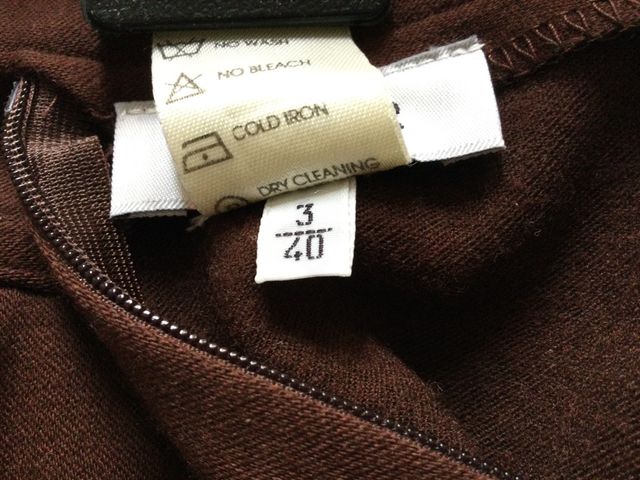 NO WASH
NO BLEACH
COLD IRON
DRY CLEANING
3
40